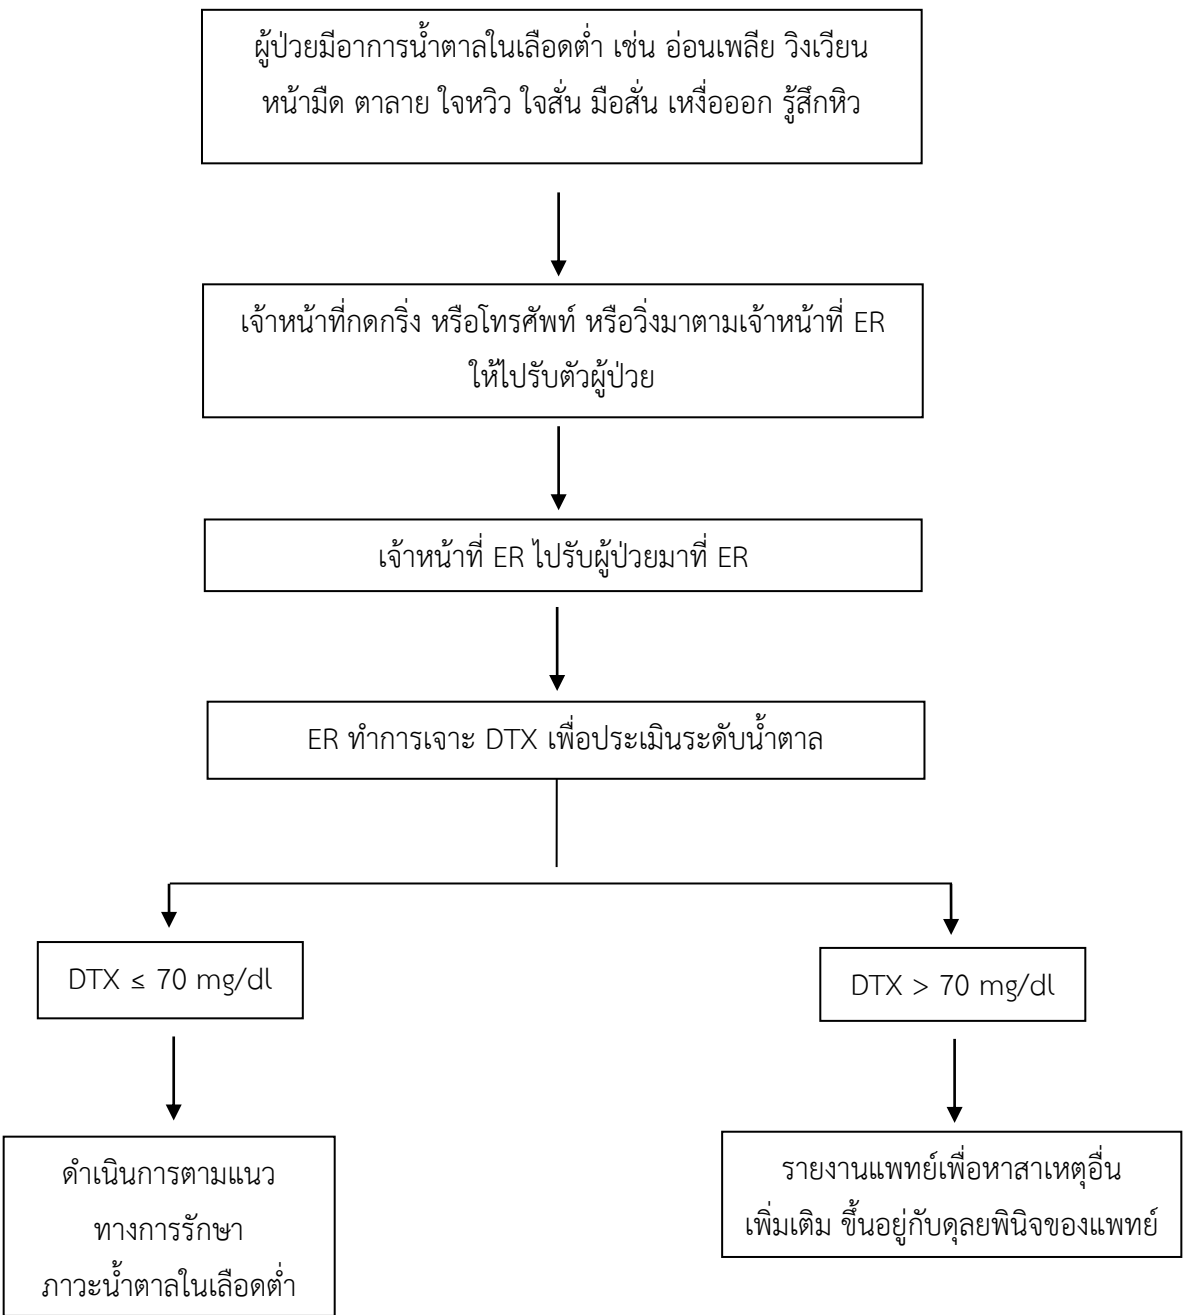 ผู้ป่วยมีอาการน้ำตาลในเลือดต่ำ เช่น อ่อนเพลีย วิงเวียน
หน้ามืด ตาลาย ใจหวิว ใจสั่น มือสั่น เหงื่อออก รู้สึกหิว
เจ้าหน้าที่กดกริ่ง หรือโทรศัพท์ หรือวิ่งมาตามเจ้าหน้าที่ ER
ให้ไปรับตัวผู้ป่วย
เจ้าหน้าที่ ER ไปรับผู้ป่วยมาที่ ER
ER ทำการเจาะ DTX เพื่อประเมินระดับน้ำตาล
DTX ≤ 70 mg/dl
DTX > 70 mg/dl
ดำเนินการตามแนว
ทางการรักษา
ภาวะน้ำตาลในเลือดต่ำ
รายงานแพทย์เพื่อหาสาเหตุอื่น
เพิ่มเติม ขึ้นอยู่กับดุลยพินิจของแพทย์